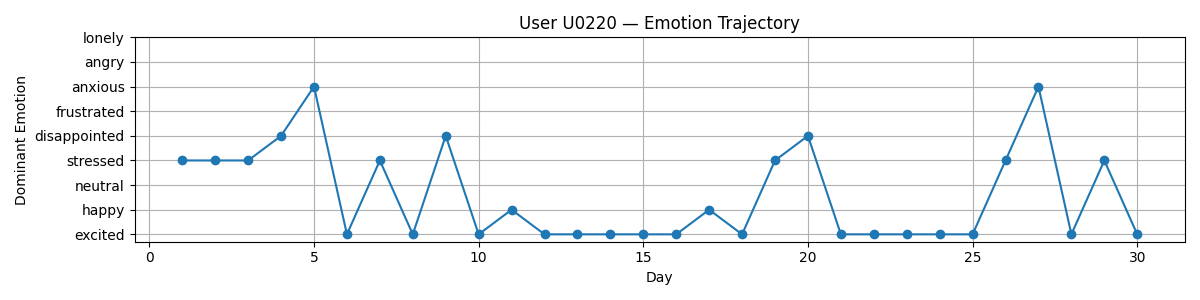 User U0220 — Emotion Trajectory
lonely
angry
anxious
frustrated
disappointed
stressed
neutral
happy
excited
Dominant Emotion
0 5 10 15 20 25 30
Day